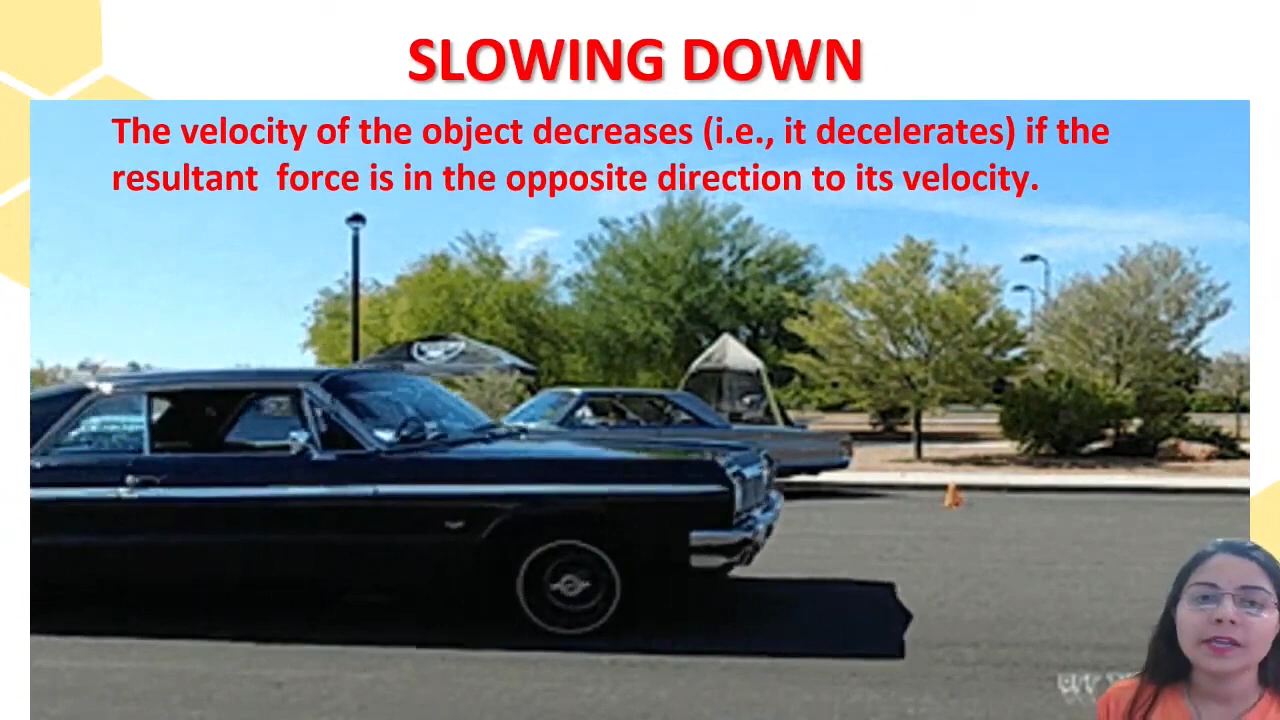 SLOWING DOWN
The velocity of the object decreases (i.e., it decelerates) if the
resultant force is in the opposite direction to its velocity.